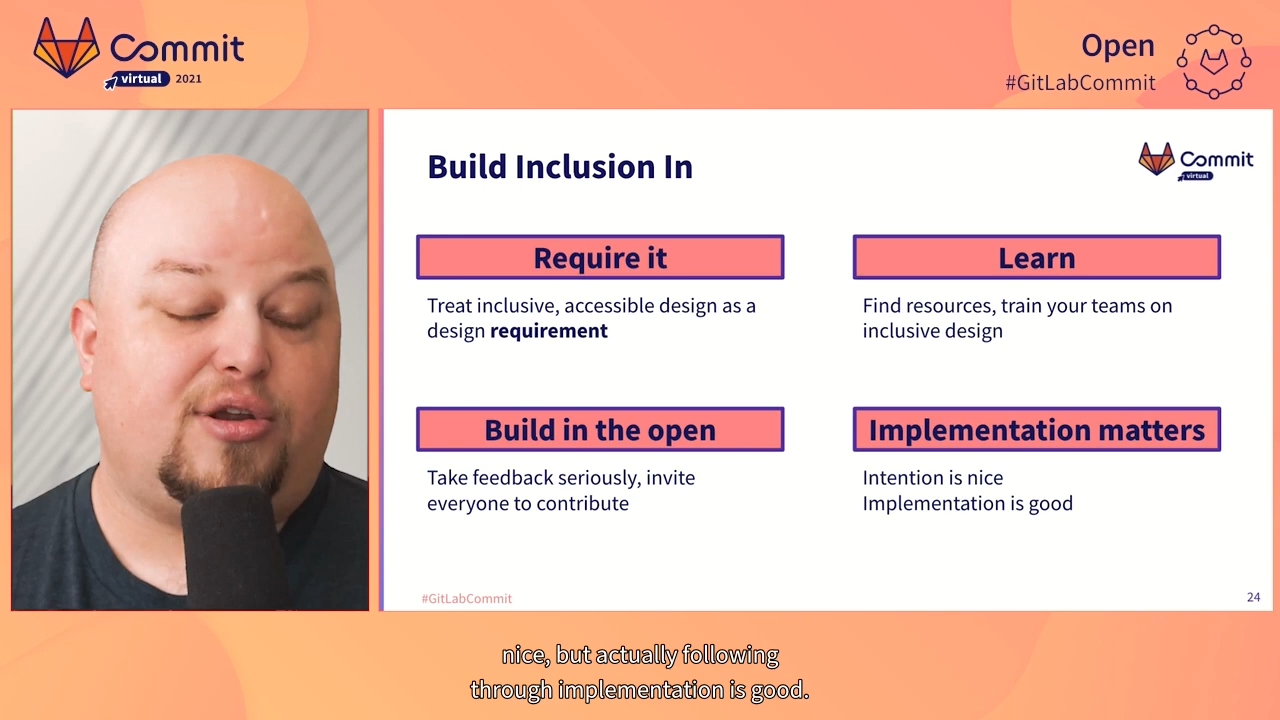 Commit
virtual 2021
Open
#GitLabCommit
Build Inclusion In
Commit
virtual
Require it
Treat inclusive, accessible design as a
design requirement
Learn
Find resources, train your teams on
inclusive design
Build in the open
Take feedback seriously, invite
everyone to contribute
Implementation matters
Intention is nice
Implementation is good
#GitLabCommit
24
nice, but actually following
through implementation is good.